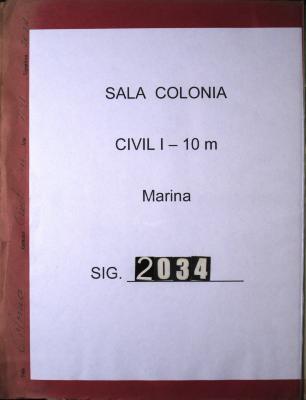 SALA COLONIA
CIVIL I – 10 m
Marina
SIG. 2034